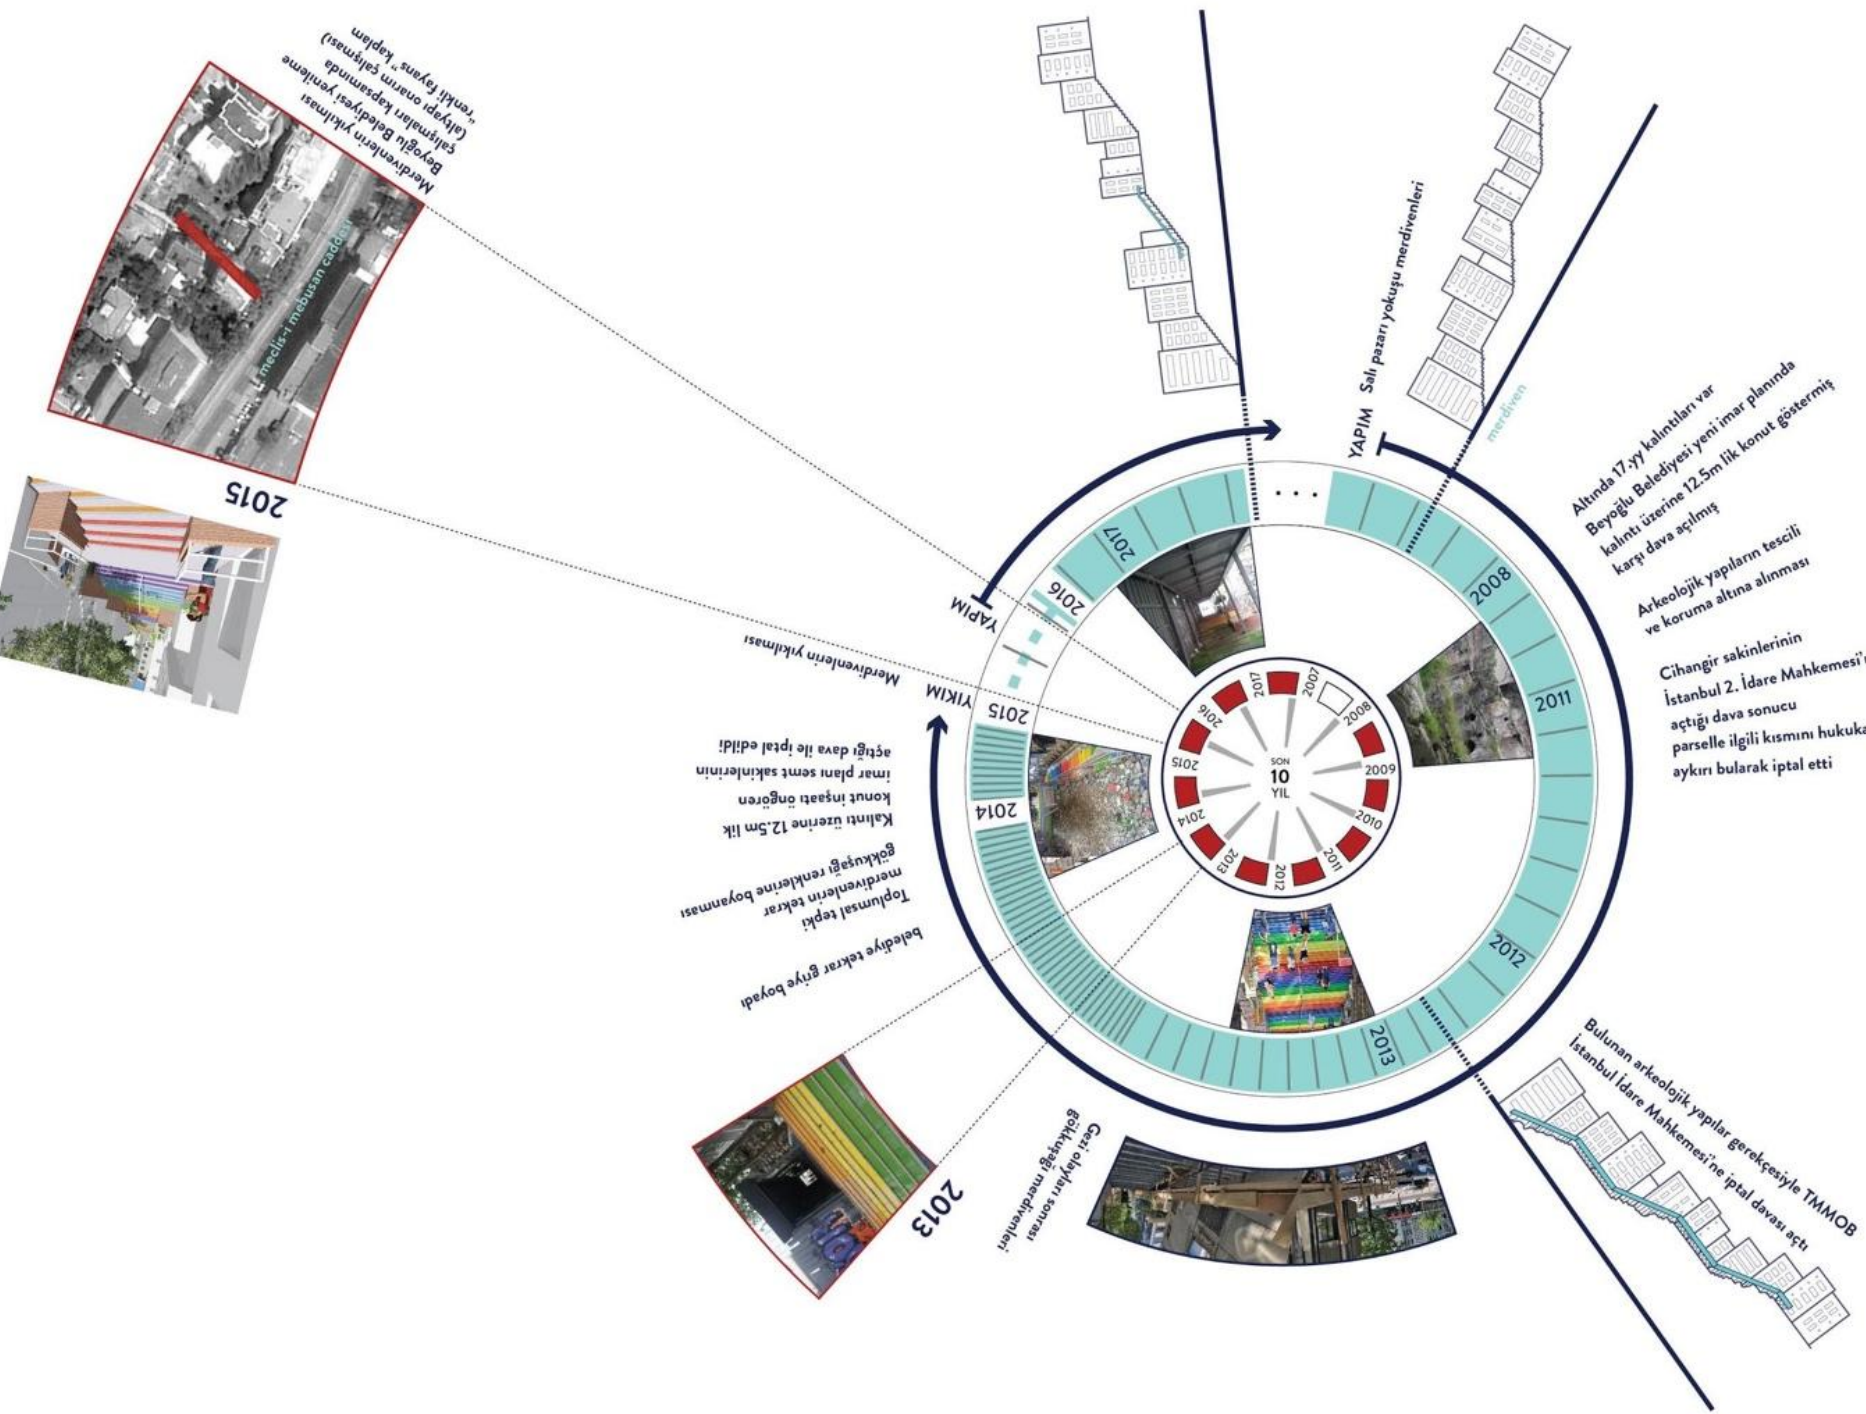 Merdivenlerin yıkılması
Beyoğlu Belediyesi yenileme
çalışmaları kapsamında
(altyapı onarım çalışması)
"renkli fayans" kaplam
meclis-i mebusan caddesi
2015
YAPIM
Salı pazarı yokuşu merdivenleri
merdiven
Altında 17.yy kalıntıları var
Beyoğlu Belediyesi yeni imar planında
kalıntı üzerine 12.5m lik konut göstermiş
karşı dava açılmış
Arkeolojik yapıların tescili
ve koruma altına alınması
Cihangir sakinlerinin
İstanbul 2. İdare Mahkemesi'n
açtığı dava sonucu
parselle ilgili kısmını hukuka
aykırı bularak iptal etti
Bulunan arkeolojik yapılar gerekçesiyle TMMOB
İstanbul İdare Mahkemesi'ne iptal davası açtı
Gezi olayları sonrası
gökkuşağı merdivenleri
2013
belediye tekrar griye boyadı
Toplumsal tepki
merdivenlerin tekrar
gökkuşağı renklerine boyanması
Kalıntı üzerine 12.5m lik
konut inşaatı öngören
imar planı semt sakinlerinin
açtığı dava ile iptal edildi
YIKIM
Merdivenlerin yıkılması
YAPIM
...
2008
2011
2012
2013
2014
2015
2016
2017
SON
10
YIL
2007
2008
2009
2010
2011
2012
2013
2014
2015
2016
2017